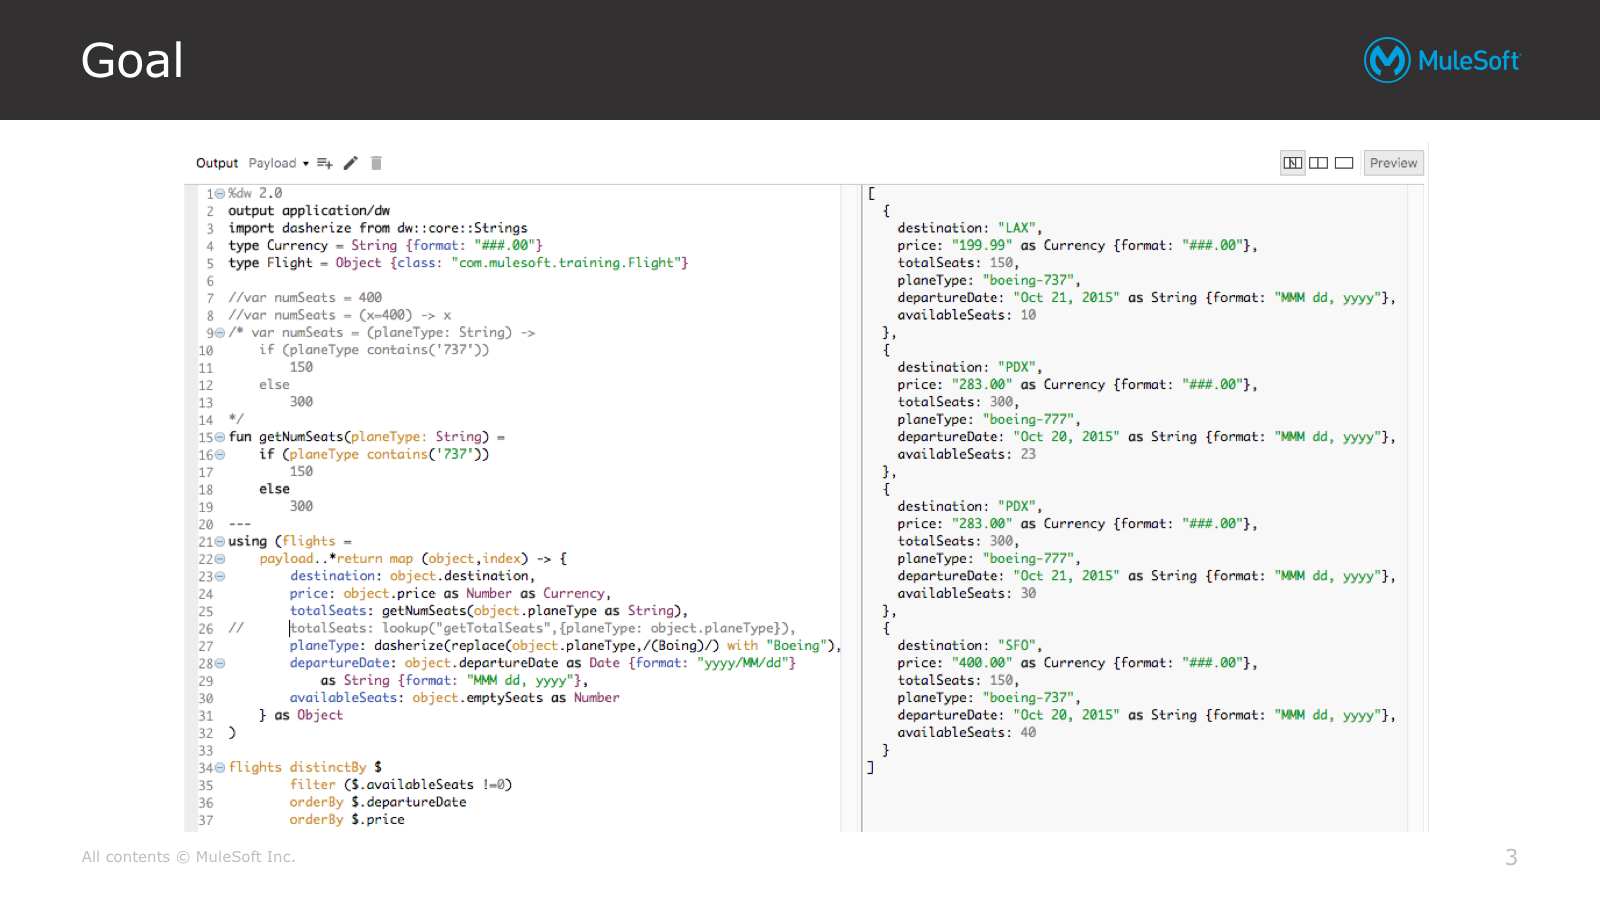 Goal
MuleSoft
Output Payload
Preview
1 %dw 2.0
2 output application/dw
3 import dasherize from dw::core::Strings
4 type Currency = String {format: "###.00"}
5 type Flight = Object {class: "com.mulesoft.training.Flight"}
6
7 //var numSeats = 400
8 //var numSeats = (x=400) -> x
9 /* var numSeats = (planeType: String) ->
10 if (planeType contains('737'))
11 150
12 else
13 300
14 */
15 fun getNumSeats(planeType: String) =
16 if (planeType contains('737'))
17 150
18 else
19 300
20 ---
21 using (flights =
22 payload..*return map (object,index) -> {
23 destination: object.destination,
24 price: object.price as Number as Currency,
25 totalSeats: getNumSeats(object.planeType as String),
26 // totalSeats: lookup("getTotalSeats",{planeType: object.planeType}),
27 planeType: dasherize(replace(object.planeType,/(Boing)/) with "Boeing"),
28 departureDate: object.departureDate as Date {format: "yyyy/MM/dd"}
29 as String {format: "MMM dd, yyyy"},
30 availableSeats: object.emptySeats as Number
31 } as Object
32 )
33
34 flights distinctBy $
35 filter ($.availableSeats !=0)
36 orderBy $.departureDate
37 orderBy $.price
[
{
destination: "LAX",
price: "199.99" as Currency {format: "###.00"},
totalSeats: 150,
planeType: "boeing-737",
departureDate: "Oct 21, 2015" as String {format: "MMM dd, yyyy"},
availableSeats: 10
},
{
destination: "PDX",
price: "283.00" as Currency {format: "###.00"},
totalSeats: 300,
planeType: "boeing-777",
departureDate: "Oct 20, 2015" as String {format: "MMM dd, yyyy"},
availableSeats: 23
},
{
destination: "PDX",
price: "283.00" as Currency {format: "###.00"},
totalSeats: 300,
planeType: "boeing-777",
departureDate: "Oct 21, 2015" as String {format: "MMM dd, yyyy"},
availableSeats: 30
},
{
destination: "SFO",
price: "400.00" as Currency {format: "###.00"},
totalSeats: 150,
planeType: "boeing-737",
departureDate: "Oct 20, 2015" as String {format: "MMM dd, yyyy"},
availableSeats: 40
}
]
All contents © MuleSoft Inc.
3